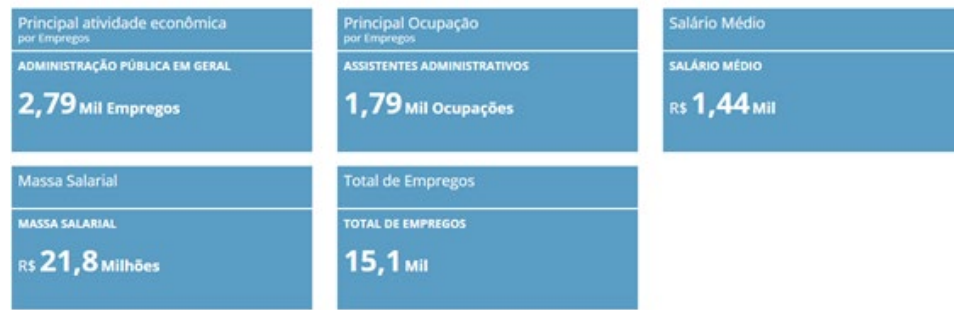 Principal atividade econômica
por Empregos
ADMINISTRAÇÃO PÚBLICA EM GERAL
2,79 Mil Empregos
Principal Ocupação
por Empregos
ASSISTENTES ADMINISTRATIVOS
1,79 Mil Ocupações
Salário Médio
SALÁRIO MÉDIO
R$ 1,44 Mil
Massa Salarial
MASSA SALARIAL
R$ 21,8 Milhões
Total de Empregos
TOTAL DE EMPREGOS
15,1 Mil